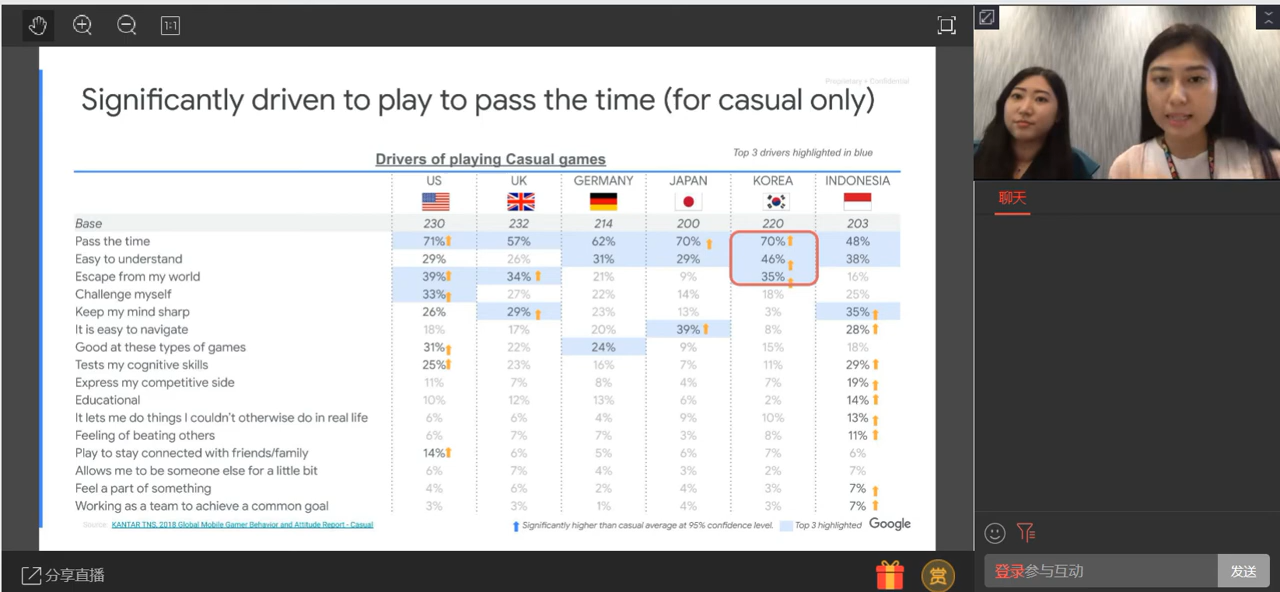 1:1
Proprietary + Confidential
Significantly driven to play to pass the time (for casual only)
Drivers of playing Casual games
Top 3 drivers highlighted in blue
US UK GERMANY JAPAN KOREA INDONESIA
Base 230 232 214 200 220 203
Pass the time 71% 57% 62% 70% 70% 48%
Easy to understand 29% 26% 31% 29% 46% 38%
Escape from my world 39% 34% 21% 9% 35% 16%
Challenge myself 33% 27% 22% 14% 18% 25%
Keep my mind sharp 26% 29% 23% 13% 3% 35%
It is easy to navigate 18% 17% 20% 39% 8% 28%
Good at these types of games 31% 22% 24% 9% 15% 18%
Tests my cognitive skills 25% 23% 16% 7% 11% 29%
Express my competitive side 11% 7% 8% 4% 7% 19%
Educational 10% 12% 13% 6% 2% 14%
It lets me do things I couldn't otherwise do in real life 6% 6% 4% 9% 10% 13%
Feeling of beating others 6% 7% 7% 3% 8% 11%
Play to stay connected with friends/family 14% 6% 5% 6% 7% 6%
Allows me to be someone else for a little bit 6% 7% 4% 3% 2% 7%
Feel a part of something 4% 6% 2% 4% 3% 7%
Working as a team to achieve a common goal 3% 3% 1% 4% 3% 7%
Source: KANTAR TNS, 2018 Global Mobile Gamer Behavior and Attitude Report - Casual
Significantly higher than casual average at 95% confidence level. Top 3 highlighted Google
分享直播
赏
聊天
登录参与互动
发送